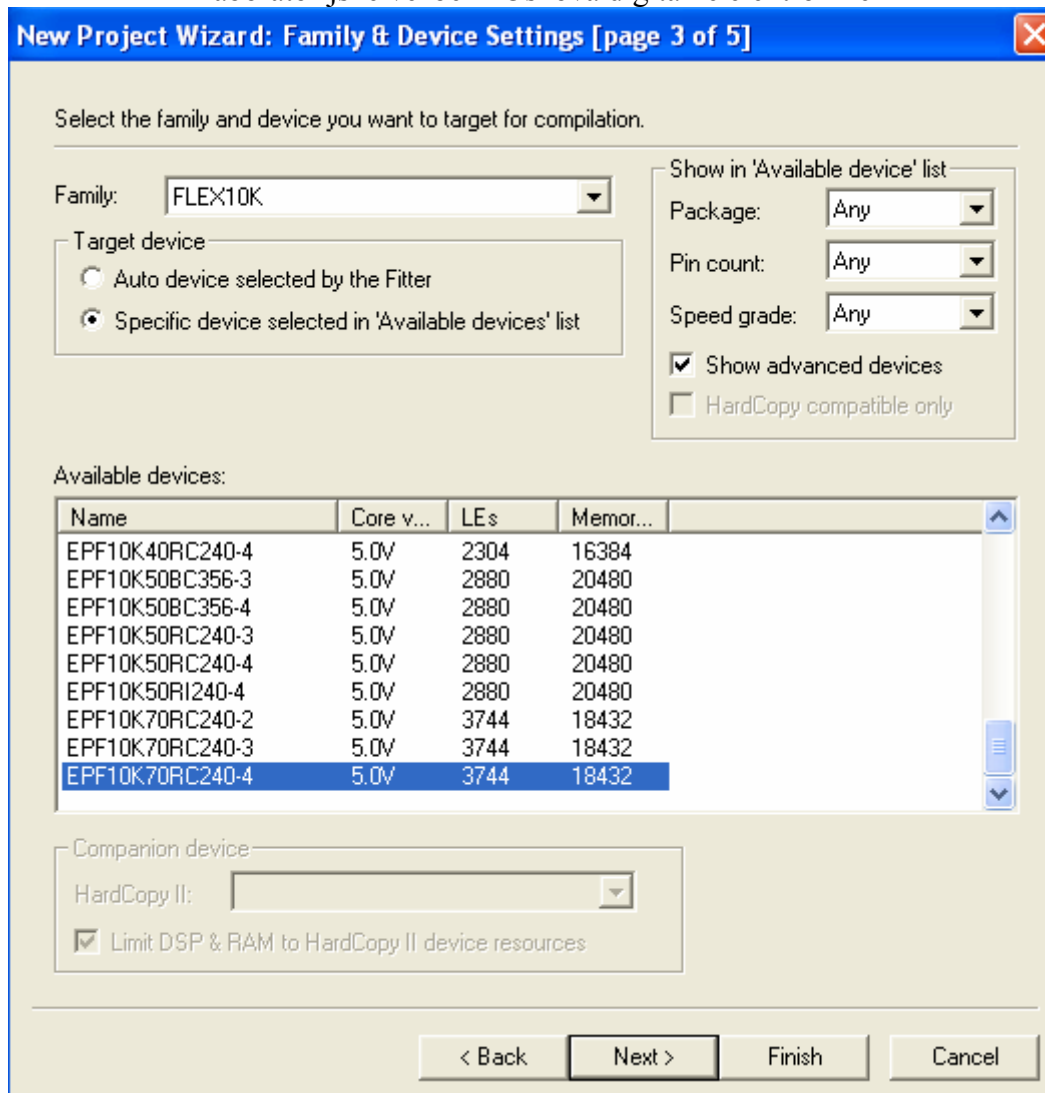 New Project Wizard: Family & Device Settings [page 3 of 5]
Select the family and device you want to target for compilation.
Family: FLEX10K
Target device
Auto device selected by the Fitter
Specific device selected in 'Available devices' list
Show in 'Available device' list
Package: Any
Pin count: Any
Speed grade: Any
Show advanced devices
HardCopy compatible only
Available devices:
Name Core v... LEs Memor...
EPF10K40RC240-4 5.0V 2304 16384
EPF10K50BC356-3 5.0V 2880 20480
EPF10K50BC356-4 5.0V 2880 20480
EPF10K50RC240-3 5.0V 2880 20480
EPF10K50RC240-4 5.0V 2880 20480
EPF10K50RI240-4 5.0V 2880 20480
EPF10K70RC240-2 5.0V 3744 18432
EPF10K70RC240-3 5.0V 3744 18432
EPF10K70RC240-4 5.0V 3744 18432
Companion device
HardCopy II:
Limit DSP & RAM to HardCopy II device resources
< Back Next > Finish Cancel